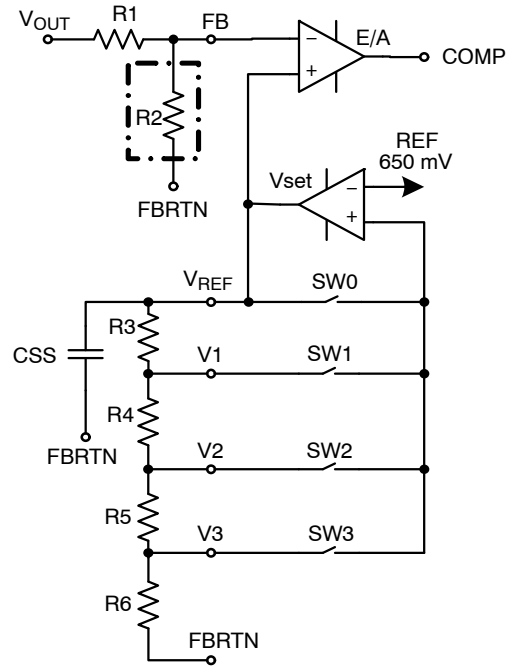 R1
FB
VOUT
E/A
COMP
R2
REF
650 mV
Vset
FBRTN
VREF
SW0
R3
CSS
V1
SW1
R4
FBRTN
V2
SW2
R5
V3
SW3
R6
FBRTN